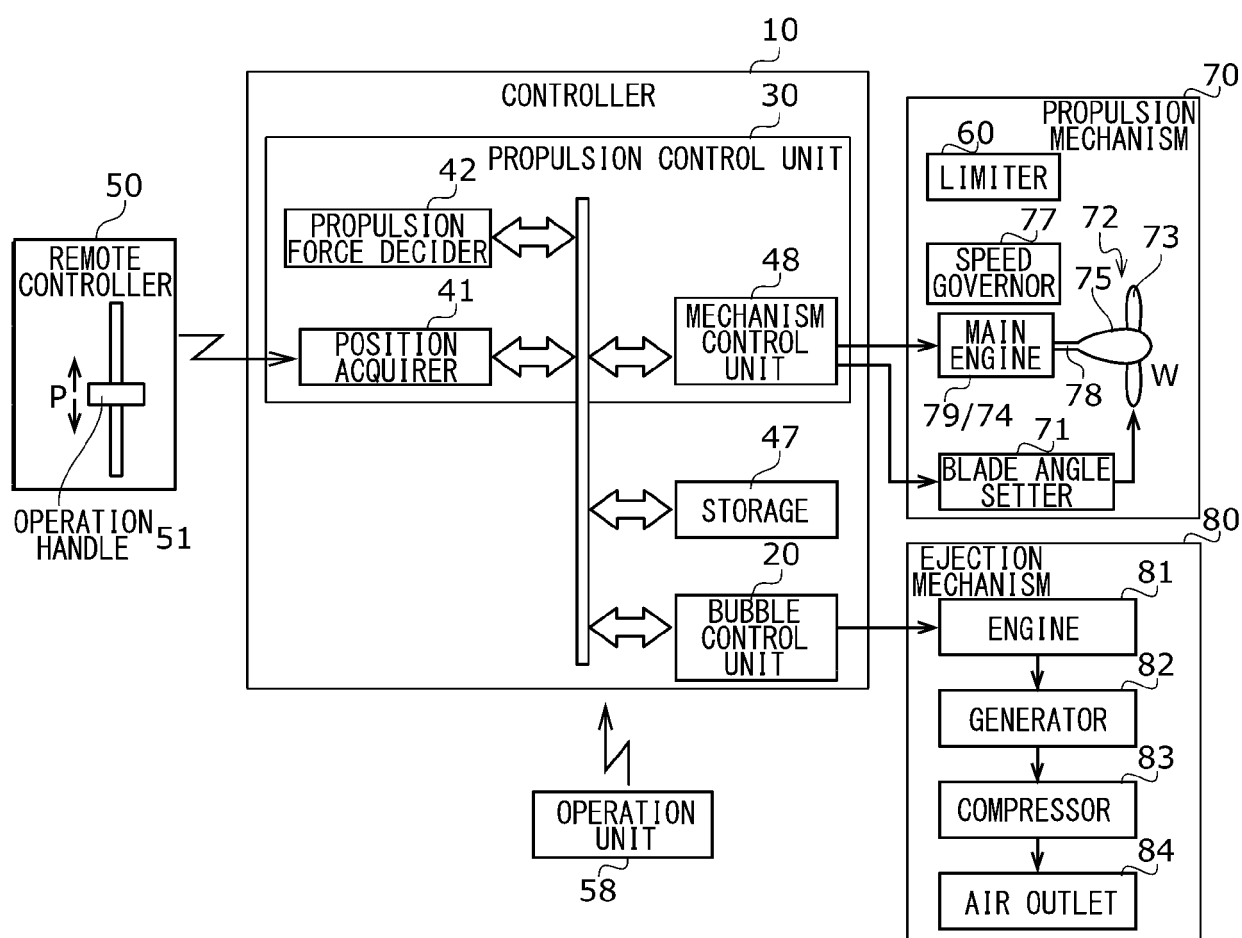 10
CONTROLLER
30
PROPULSION CONTROL UNIT
42
PROPULSION
FORCE DECIDER
41
POSITION
ACQUIRER
48
MECHANISM
CONTROL
UNIT
47
STORAGE
20
BUBBLE
CONTROL
UNIT
50
REMOTE
CONTROLLER
P
OPERATION
HANDLE
51
OPERATION
UNIT
58
70
PROPULSION
MECHANISM
60
LIMITER
77
SPEED
GOVERNOR
72
73
75
MAIN
ENGINE
78
W
79/74
71
BLADE ANGLE
SETTER
80
EJECTION
MECHANISM
81
ENGINE
82
GENERATOR
83
COMPRESSOR
84
AIR OUTLET